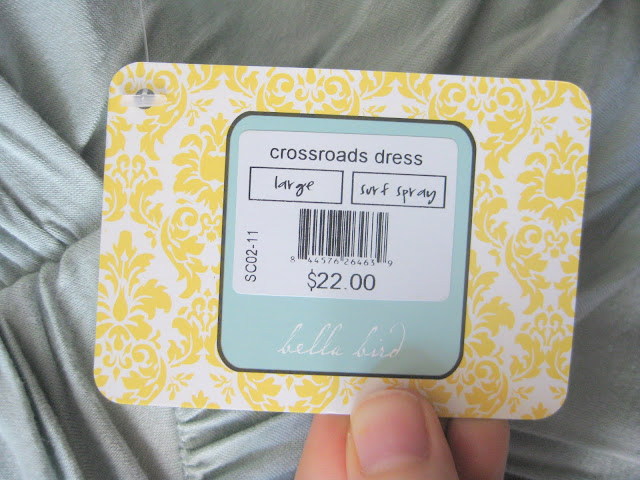 crossroads dress
large surf spray
SC02-11
8 44576 26463 9
$22.00
bella bird